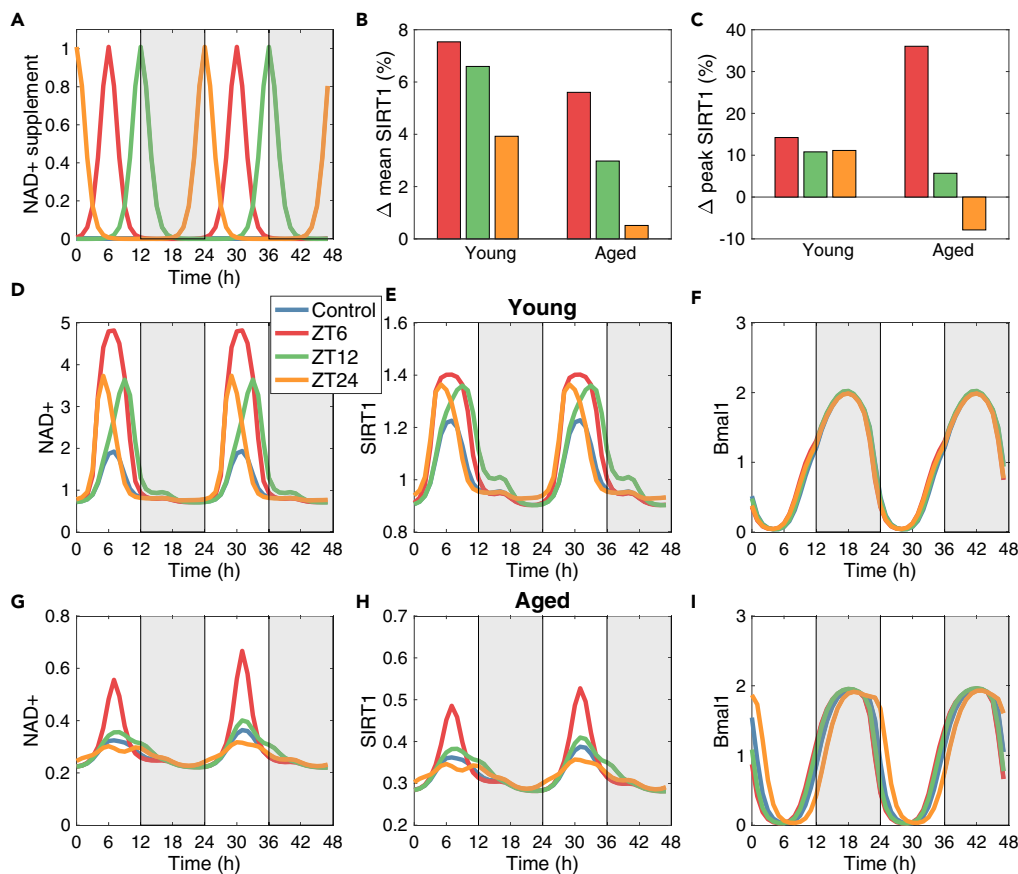 A
NAD+ supplement
1
0.8
0.6
0.4
0.2
0
0 6 12 18 24 30 36 42 48
Time (h)
B
Δ mean SIRT1 (%)
8
6
4
2
0
Young Aged
C
Δ peak SIRT1 (%)
40
30
20
10
0
-10
Young Aged
D
NAD+
5
4
3
2
1
0
0 6 12 18 24 30 36 42 48
Time (h)
Control
ZT6
ZT12
ZT24
E
Young
SIRT1
1.6
1.4
1.2
1
0.8
0 6 12 18 24 30 36 42 48
Time (h)
F
Bmal1
3
2
1
0
0 6 12 18 24 30 36 42 48
Time (h)
G
NAD+
0.8
0.6
0.4
0.2
0
0 6 12 18 24 30 36 42 48
Time (h)
H
Aged
SIRT1
0.7
0.6
0.5
0.4
0.3
0.2
0 6 12 18 24 30 36 42 48
Time (h)
I
Bmal1
3
2
1
0
0 6 12 18 24 30 36 42 48
Time (h)